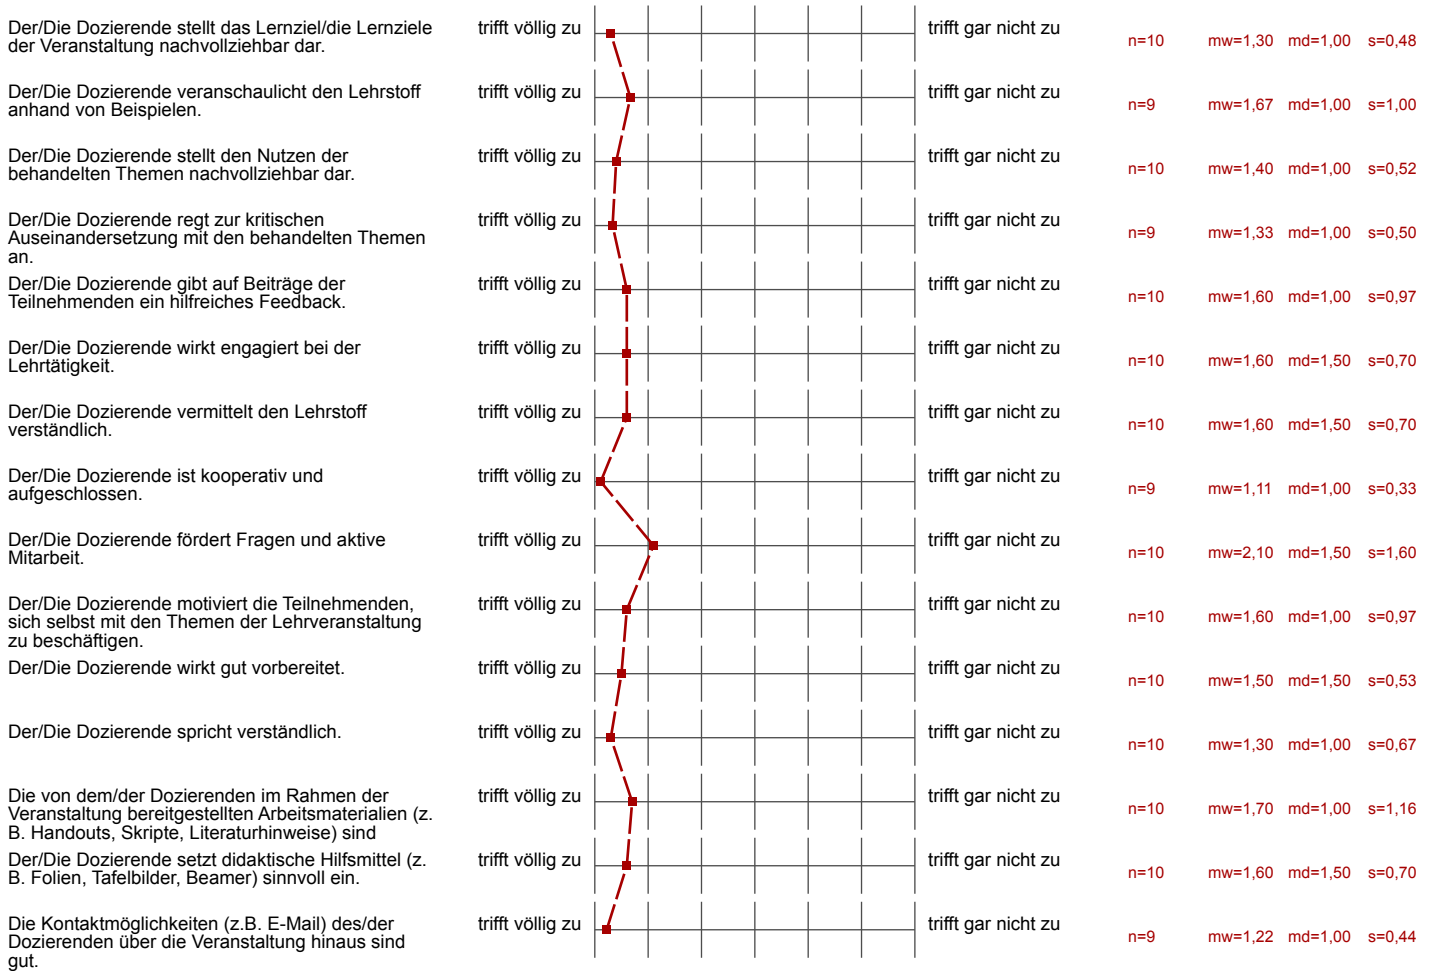 Der/Die Dozierende stellt das Lernziel/die Lernziele
der Veranstaltung nachvollziehbar dar.
trifft völlig zu trifft gar nicht zu
n=10 mw=1,30 md=1,00 s=0,48
Der/Die Dozierende veranschaulicht den Lehrstoff
anhand von Beispielen.
trifft völlig zu trifft gar nicht zu
n=9 mw=1,67 md=1,00 s=1,00
Der/Die Dozierende stellt den Nutzen der
behandelten Themen nachvollziehbar dar.
trifft völlig zu trifft gar nicht zu
n=10 mw=1,40 md=1,00 s=0,52
Der/Die Dozierende regt zur kritischen
Auseinandersetzung mit den behandelten Themen
an.
trifft völlig zu trifft gar nicht zu
n=9 mw=1,33 md=1,00 s=0,50
Der/Die Dozierende gibt auf Beiträge der
Teilnehmenden ein hilfreiches Feedback.
trifft völlig zu trifft gar nicht zu
n=10 mw=1,60 md=1,00 s=0,97
Der/Die Dozierende wirkt engagiert bei der
Lehrtätigkeit.
trifft völlig zu trifft gar nicht zu
n=10 mw=1,60 md=1,50 s=0,70
Der/Die Dozierende vermittelt den Lehrstoff
verständlich.
trifft völlig zu trifft gar nicht zu
n=10 mw=1,60 md=1,50 s=0,70
Der/Die Dozierende ist kooperativ und
aufgeschlossen.
trifft völlig zu trifft gar nicht zu
n=9 mw=1,11 md=1,00 s=0,33
Der/Die Dozierende fördert Fragen und aktive
Mitarbeit.
trifft völlig zu trifft gar nicht zu
n=10 mw=2,10 md=1,50 s=1,60
Der/Die Dozierende motiviert die Teilnehmenden,
sich selbst mit den Themen der Lehrveranstaltung
zu beschäftigen.
trifft völlig zu trifft gar nicht zu
n=10 mw=1,60 md=1,00 s=0,97
Der/Die Dozierende wirkt gut vorbereitet.
trifft völlig zu trifft gar nicht zu
n=10 mw=1,50 md=1,50 s=0,53
Der/Die Dozierende spricht verständlich.
trifft völlig zu trifft gar nicht zu
n=10 mw=1,30 md=1,00 s=0,67
Die von dem/der Dozierenden im Rahmen der
Veranstaltung bereitgestellten Arbeitsmaterialien (z.
B. Handouts, Skripte, Literaturhinweise) sind
trifft völlig zu trifft gar nicht zu
n=10 mw=1,70 md=1,00 s=1,16
Der/Die Dozierende setzt didaktische Hilfsmittel (z.
B. Folien, Tafelbilder, Beamer) sinnvoll ein.
trifft völlig zu trifft gar nicht zu
n=10 mw=1,60 md=1,50 s=0,70
Die Kontaktmöglichkeiten (z.B. E-Mail) des/der
Dozierenden über die Veranstaltung hinaus sind
gut.
trifft völlig zu trifft gar nicht zu
n=9 mw=1,22 md=1,00 s=0,44